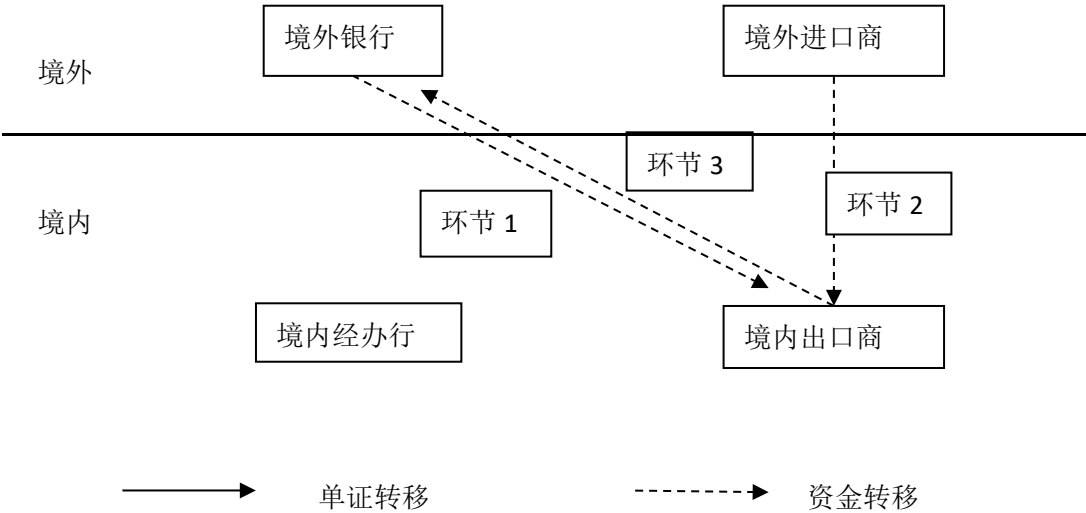 境外银行
境外进口商
境外
环节 3
环节 2
环节 1
境内
境内经办行
境内出口商
单证转移
资金转移